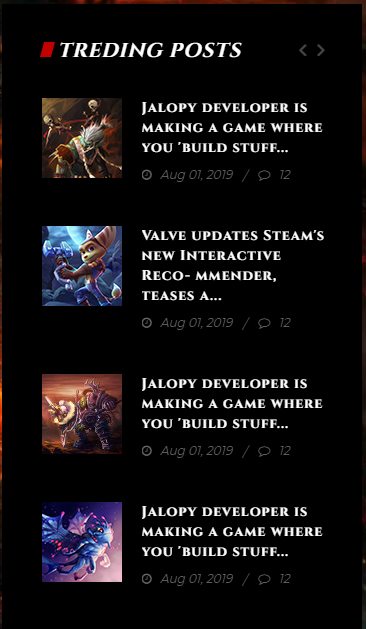 TREDING POSTS
Jalopy developer is
making a game where
you 'build stuff...
Aug 01, 2019 / 12
Valve updates Steam's
new Interactive
Reco- mmender,
teases a...
Aug 01, 2019 / 12
Jalopy developer is
making a game where
you 'build stuff...
Aug 01, 2019 / 12
Jalopy developer is
making a game where
you 'build stuff...
Aug 01, 2019 / 12